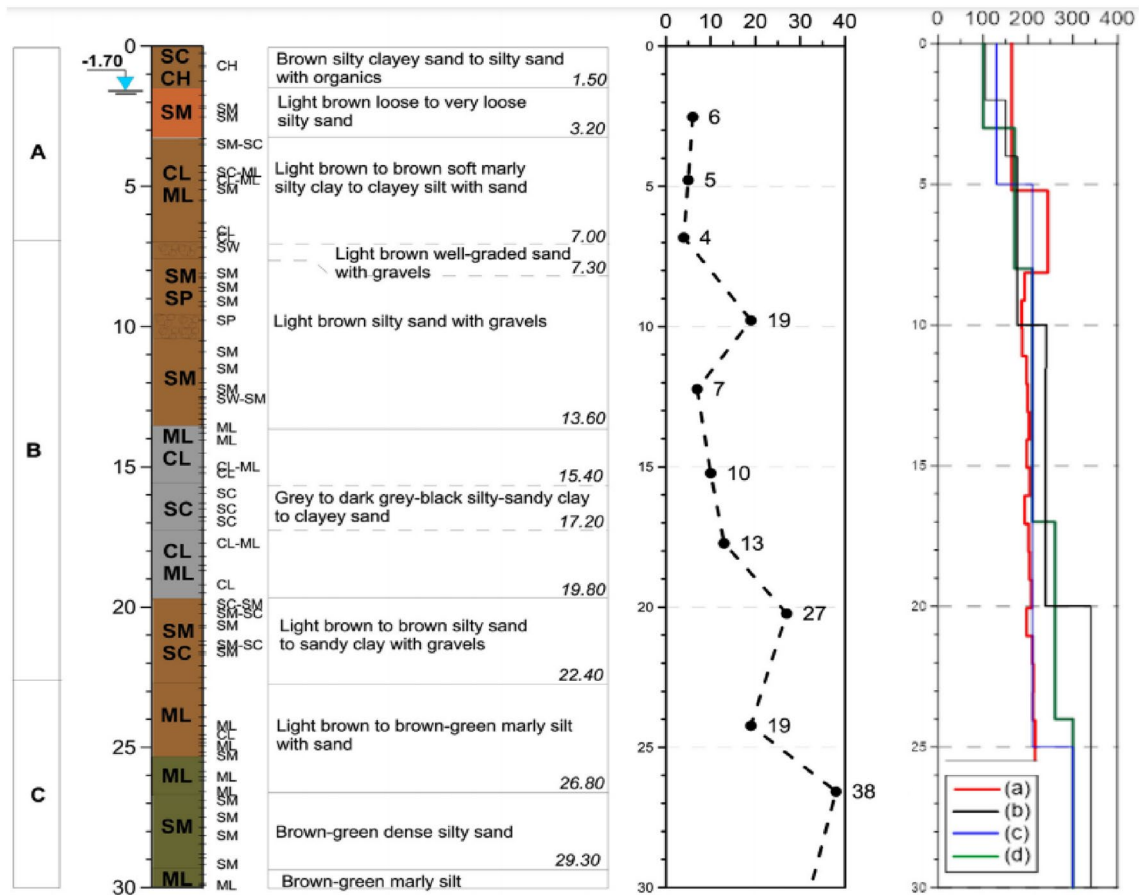 0 10 20 30 40
0 100 200 300 400
-1.70
A
B
C
0
5
10
15
20
25
30
SC
CH
SM
CL
ML
SM
SP
SM
ML
CL
SC
CL
ML
SM
SC
ML
ML
SM
ML
CH
SM
SM
SM-SC
SC-ML
CL-ML
SM
CL
SW
SM
SM
SM
SP
SM
SM
SM
SW-SM
ML
ML
CL-ML
CL
SC
SC
SC
CL-ML
CL
SC-SM
SM-SC
SM
SM-SC
SM
ML
CL
ML
SM
ML
ML
SM
SM
SM
SM
ML
Brown silty clayey sand to silty sand
with organics
1.50
Light brown loose to very loose
silty sand
3.20
Light brown to brown soft marly
silty clay to clayey silt with sand
7.00
Light brown well-graded sand
with gravels
7.30
Light brown silty sand with gravels
13.60
15.40
Grey to dark grey-black silty-sandy clay
to clayey sand
17.20
19.80
Light brown to brown silty sand
to sandy clay with gravels
22.40
Light brown to brown-green marly silt
with sand
26.80
Brown-green dense silty sand
29.30
Brown-green marly silt
0
5
10
15
20
25
30
6
5
4
19
7
10
13
27
19
38
0
5
10
15
20
25
30
(a)
(b)
(c)
(d)